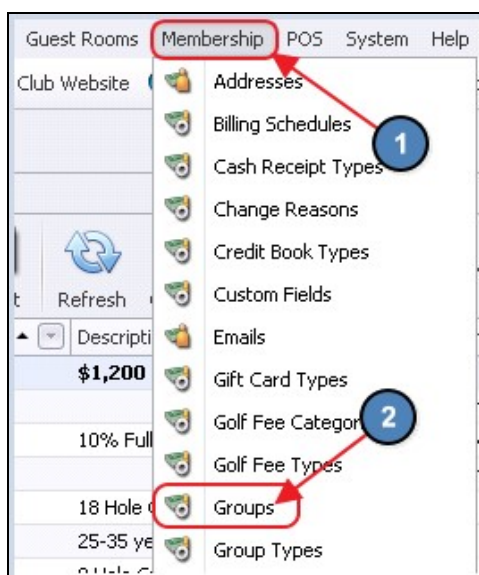 Guest Rooms Membership POS System Help
Club Website
Addresses
Billing Schedules
1
Cash Receipt Types
Change Reasons
Credit Book Types
Refresh
Custom Fields
Descripti
Emails
$1,200
Gift Card Types
Golf Fee Categor
2
10% Full
Golf Fee Types
18 Hole
Groups
25-35 ye
Group Types